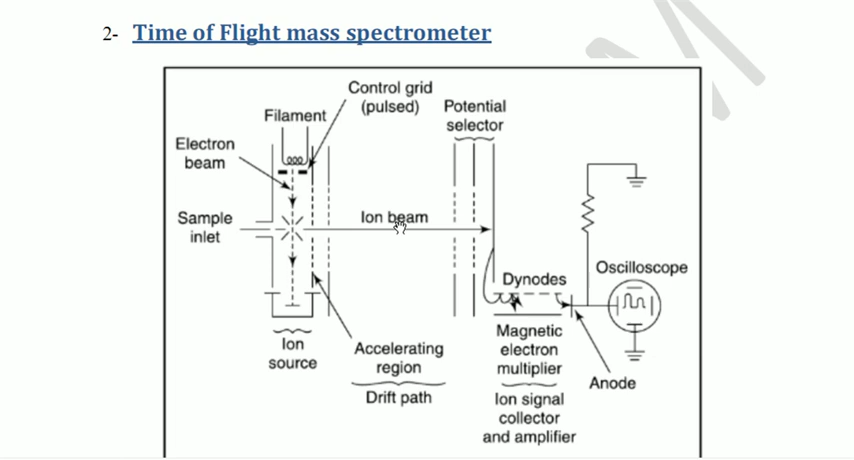 2- Time of Flight mass spectrometer
Control grid
(pulsed)
Potential
selector
Filament
Electron
beam
Sample
inlet
Ion beam
Dynodes
Oscilloscope
Ion
source
Accelerating
region
Drift path
Magnetic
electron
multiplier
Anode
Ion signal
collector
and amplifier